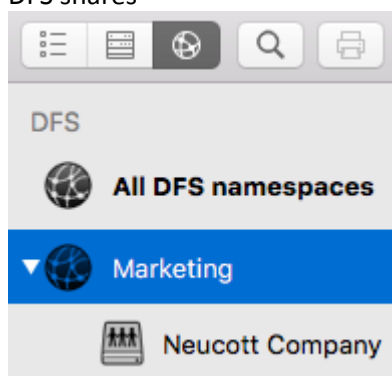 DFS shares
DFS
All DFS namespaces
Marketing
Neucott Company